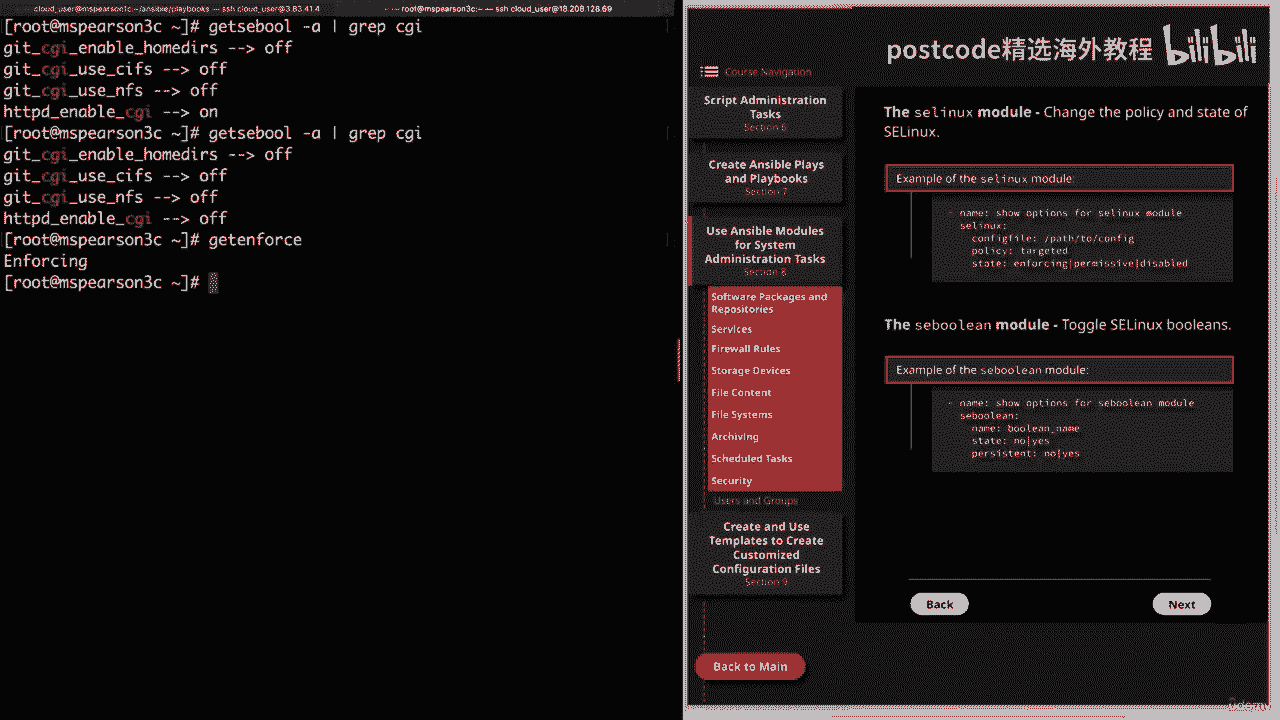 cloud_user@mspearson1c:~/ansible/playbooks — ssh cloud_user@3.83.41.4
root@mspearson3c:~ — ssh cloud_user@18.208.128.69
[root@mspearson3c ~]# getsebool -a | grep cgi
git_cgi_enable_homedirs --> off
git_cgi_use_cifs --> off
git_cgi_use_nfs --> off
httpd_enable_cgi --> on
[root@mspearson3c ~]# getsebool -a | grep cgi
git_cgi_enable_homedirs --> off
git_cgi_use_cifs --> off
git_cgi_use_nfs --> off
httpd_enable_cgi --> off
[root@mspearson3c ~]# getenforce
Enforcing
[root@mspearson3c ~]#
postcode精选海外教程 bilibili
Course Navigation
Script Administration
Tasks
Section 6
Create Ansible Plays
and Playbooks
Section 7
Use Ansible Modules
for System
Administration Tasks
Section 8
Software Packages and
Repositories
Services
Firewall Rules
Storage Devices
File Content
File Systems
Archiving
Scheduled Tasks
Security
Users and Groups
Create and Use
Templates to Create
Customized
Configuration Files
Section 9
Back to Main
The selinux module - Change the policy and state of
SELinux.
Example of the selinux module:
- name: show options for selinux module
selinux:
configfile: /path/to/config
policy: targeted
state: enforcing|permissive|disabled
The seboolean module - Toggle SELinux booleans.
Example of the seboolean module:
- name: show options for seboolean module
seboolean:
name: boolean_name
state: no|yes
persistent: no|yes
Back
Next
udemy